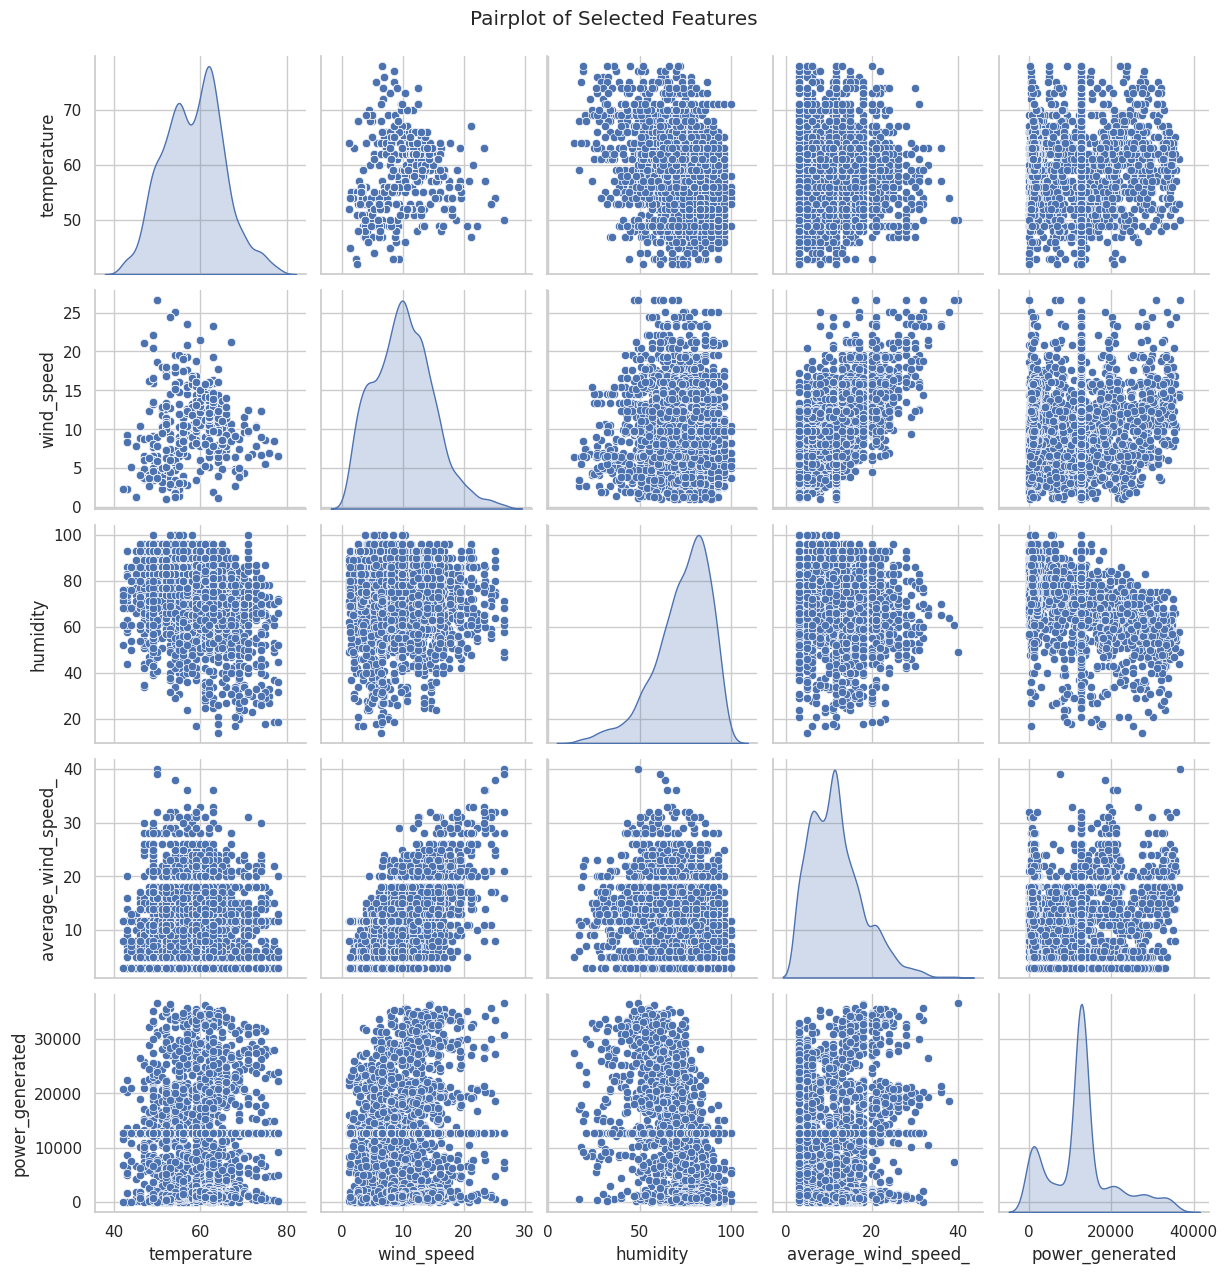 Pairplot of Selected Features
70
60
50
temperature
25
20
15
10
5
0
wind_speed
100
80
60
40
20
humidity
40
30
20
10
average_wind_speed_
30000
20000
10000
0
power_generated
40 60 80
temperature
0 10 20 30
wind_speed
0 50 100
humidity
0 20 40
average_wind_speed_
0 20000 40000
power_generated